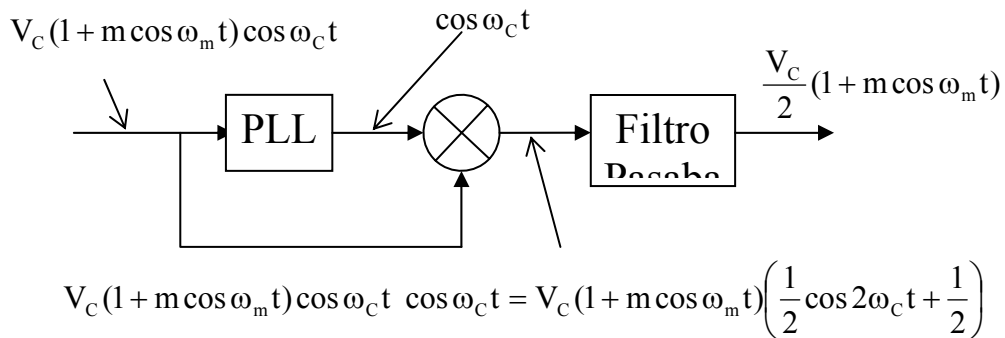 V_C(1 + m cos ω_m t) cos ω_C t
cos ω_C t
V_C/2 (1 + m cos ω_m t)
PLL
Filtro
V_C(1 + m cos ω_m t) cos ω_C t cos ω_C t = V_C(1 + m cos ω_m t)(1/2 cos 2ω_C t + 1/2)